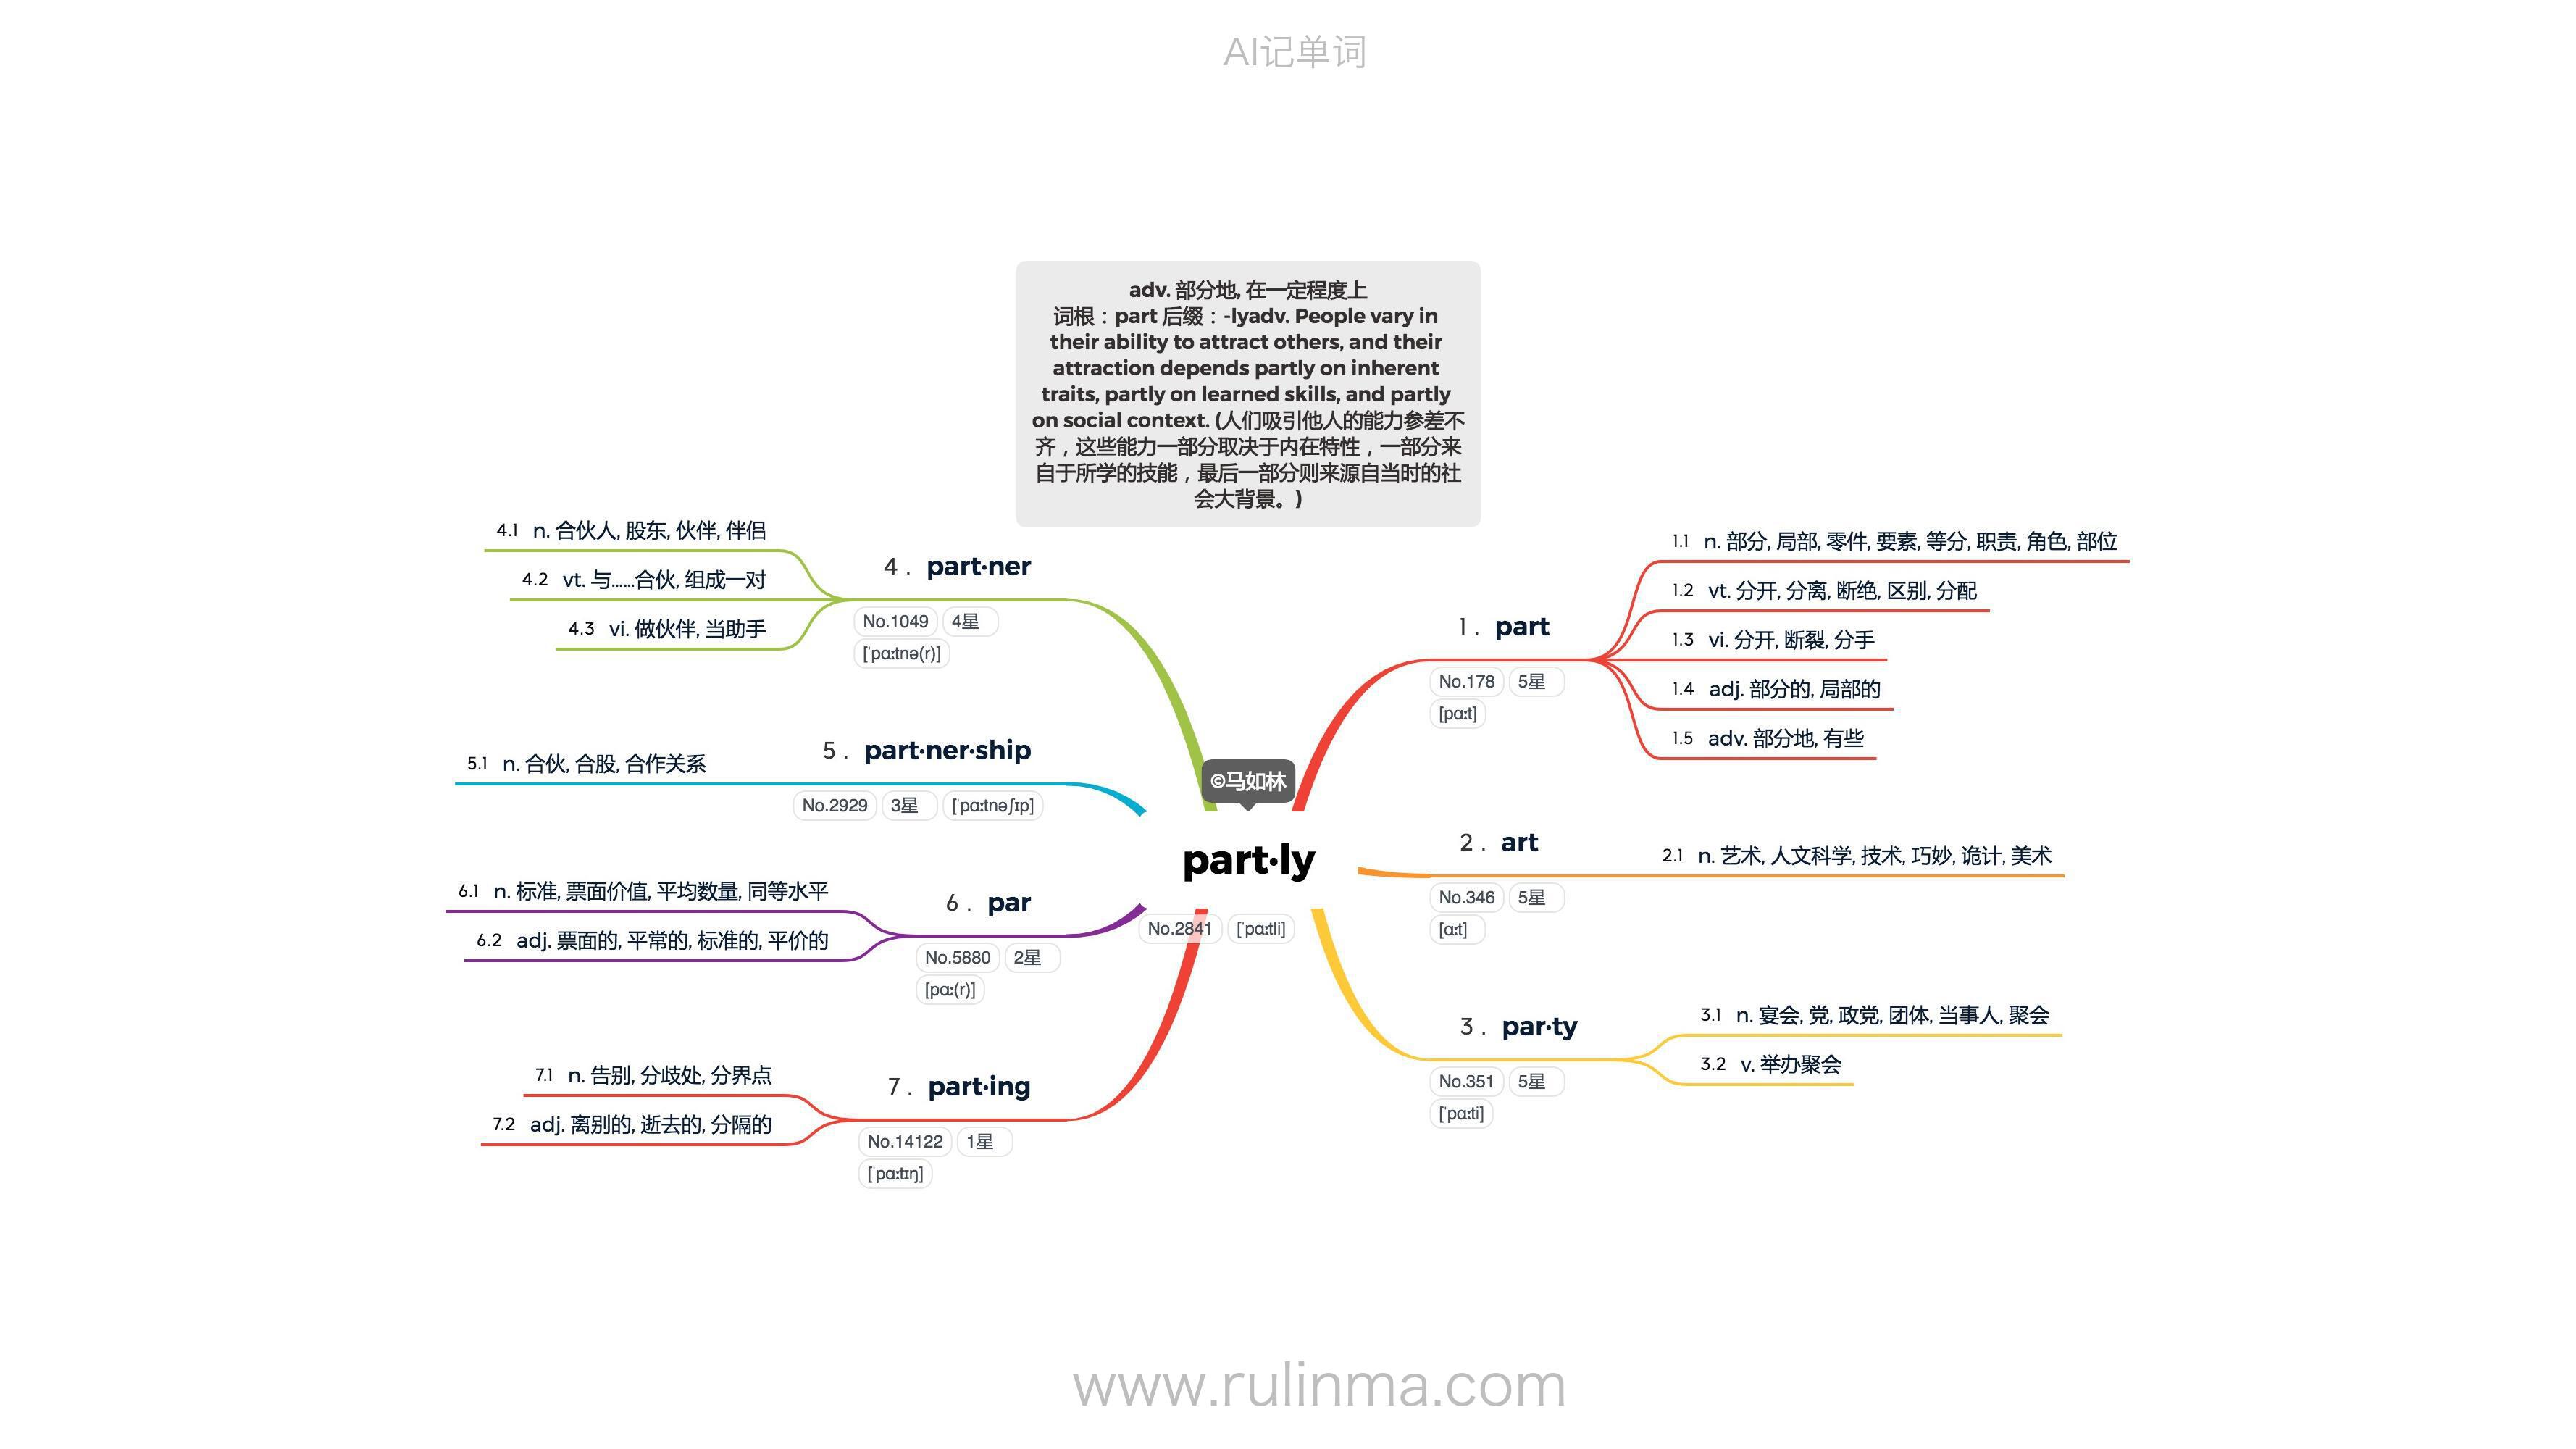 AI记单词
adv. 部分地, 在一定程度上
词根：part 后缀：-lyadv. People vary in
their ability to attract others, and their
attraction depends partly on inherent
traits, partly on learned skills, and partly
on social context. (人们吸引他人的能力参差不
齐，这些能力一部分取决于内在特性，一部分来
自于所学的技能，最后一部分则来源自当时的社
会大背景。)
©马如林
part·ly
No.2841 [ˈpɑːtli]
1. part
No.178 5星
[pɑːt]
1.1 n. 部分, 局部, 零件, 要素, 等分, 职责, 角色, 部位
1.2 vt. 分开, 分离, 断绝, 区别, 分配
1.3 vi. 分开, 断裂, 分手
1.4 adj. 部分的, 局部的
1.5 adv. 部分地, 有些
2. art
No.346 5星
[ɑːt]
2.1 n. 艺术, 人文科学, 技术, 巧妙, 诡计, 美术
3. par·ty
No.351 5星
[ˈpɑːti]
3.1 n. 宴会, 党, 政党, 团体, 当事人, 聚会
3.2 v. 举办聚会
4. part·ner
No.1049 4星
[ˈpɑːtnə(r)]
4.1 n. 合伙人, 股东, 伙伴, 伴侣
4.2 vt. 与......合伙, 组成一对
4.3 vi. 做伙伴, 当助手
5. part·ner·ship
No.2929 3星 [ˈpɑːtnəʃɪp]
5.1 n. 合伙, 合股, 合作关系
6. par
No.5880 2星
[pɑː(r)]
6.1 n. 标准, 票面价值, 平均数量, 同等水平
6.2 adj. 票面的, 平常的, 标准的, 平价的
7. part·ing
No.14122 1星
[ˈpɑːtɪŋ]
7.1 n. 告别, 分歧处, 分界点
7.2 adj. 离别的, 逝去的, 分隔的
www.rulinma.com